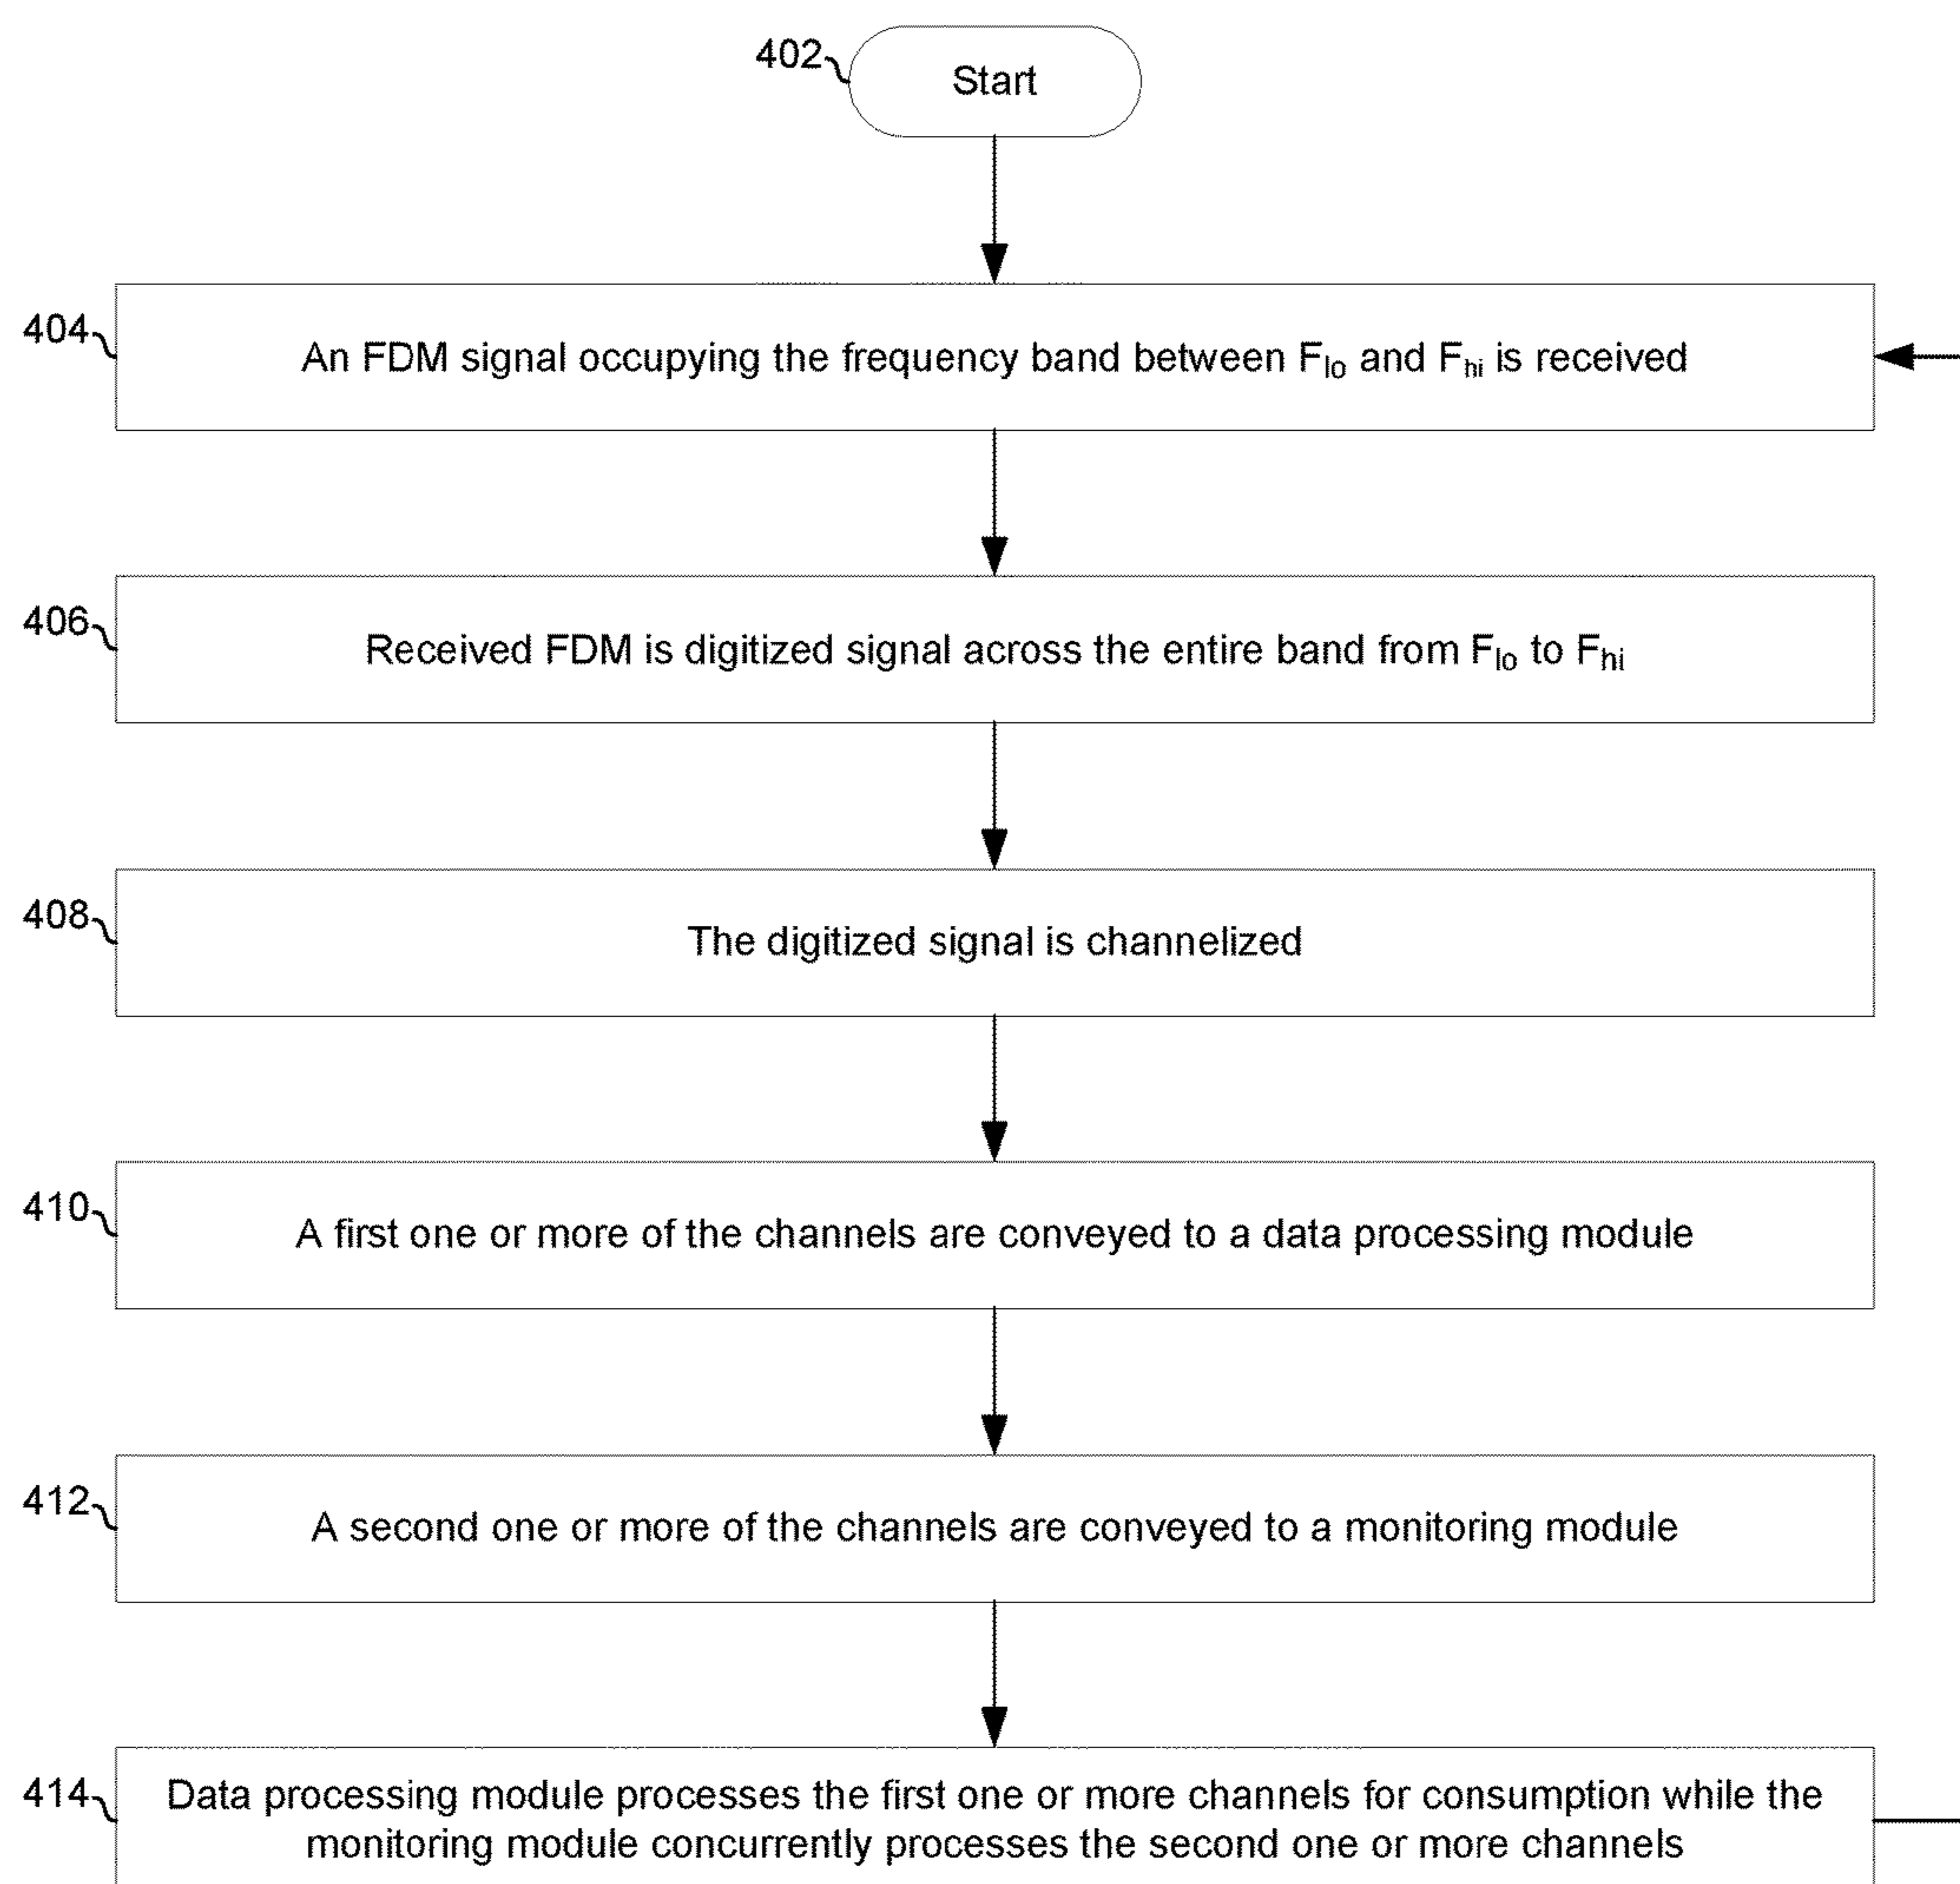 402
Start
404
An FDM signal occupying the frequency band between Flo and Fhi is received
406
Received FDM is digitized signal across the entire band from Flo to Fhi
408
The digitized signal is channelized
410
A first one or more of the channels are conveyed to a data processing module
412
A second one or more of the channels are conveyed to a monitoring module
414
Data processing module processes the first one or more channels for consumption while the
monitoring module concurrently processes the second one or more channels